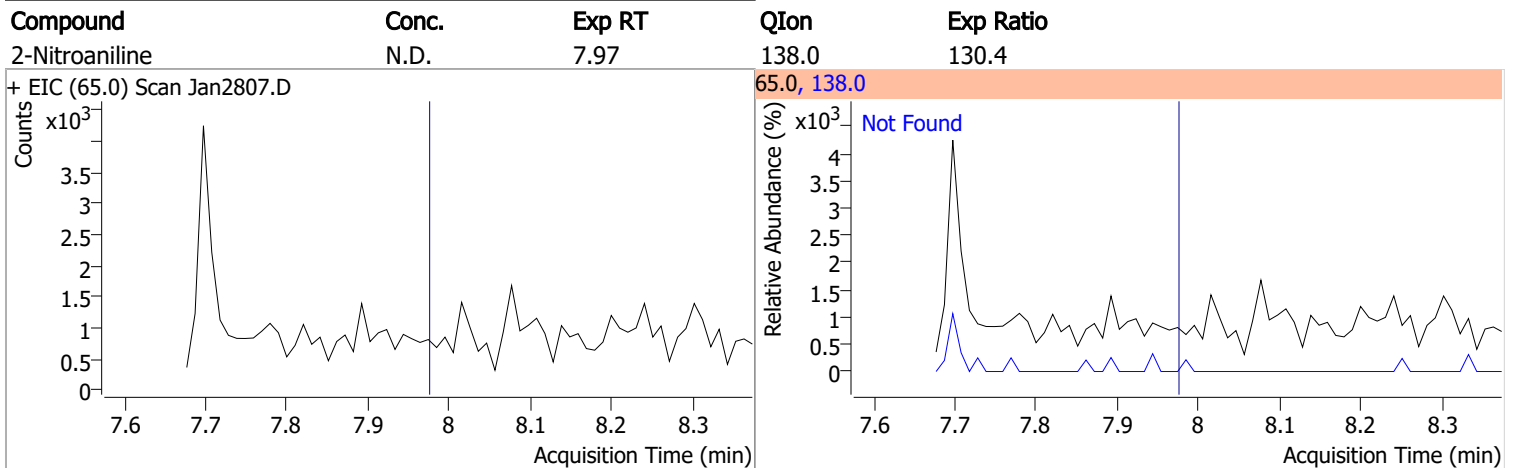 Compound Conc. Exp RT QIon Exp Ratio
2-Nitroaniline N.D. 7.97 138.0 130.4
+ EIC (65.0) Scan Jan2807.D
Counts
x10³
3.5
3
2.5
2
1.5
1
0.5
0
7.6 7.7 7.8 7.9 8 8.1 8.2 8.3
Acquisition Time (min)
65.0, 138.0
Relative Abundance (%)
x10³
Not Found
4
3.5
3
2.5
2
1.5
1
0.5
0
7.6 7.7 7.8 7.9 8 8.1 8.2 8.3
Acquisition Time (min)